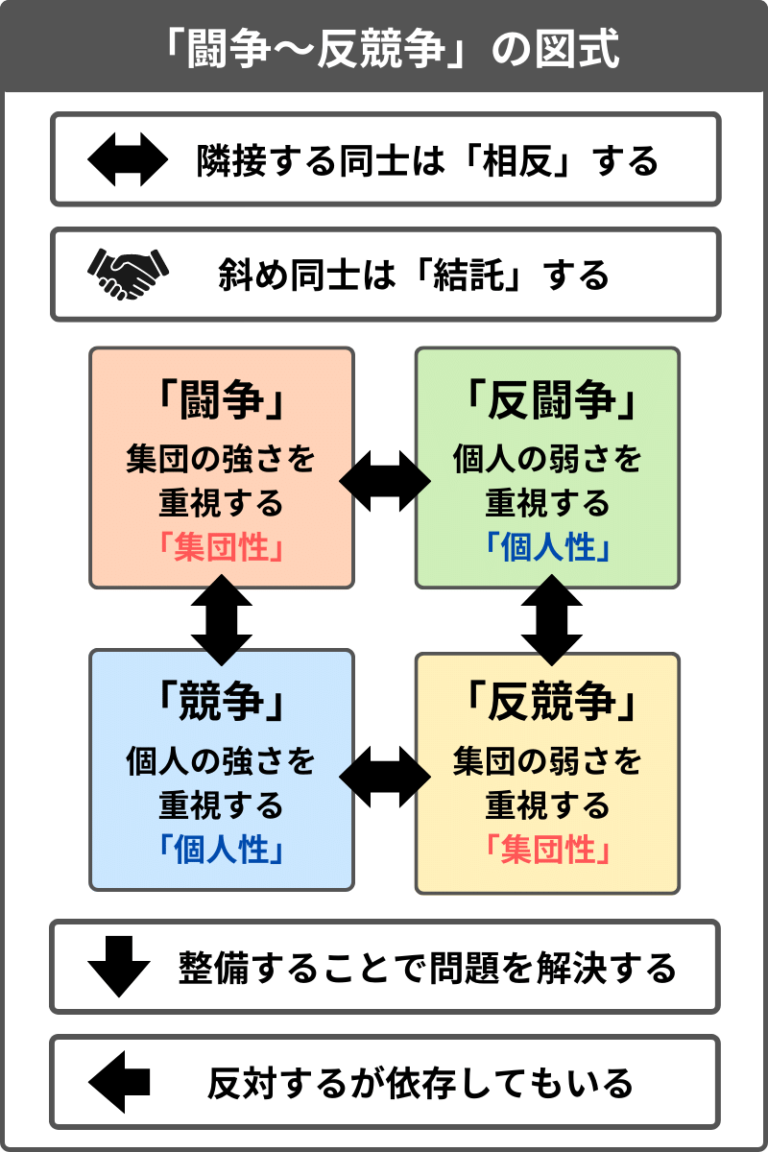 「闘争～反競争」の図式
隣接する同士は「相反」する
斜め同士は「結託」する
「闘争」
集団の強さを
重視する
「集団性」
「反闘争」
個人の弱さを
重視する
「個人性」
「競争」
個人の強さを
重視する
「個人性」
「反競争」
集団の弱さを
重視する
「集団性」
整備することで問題を解決する
反対するが依存してもいる